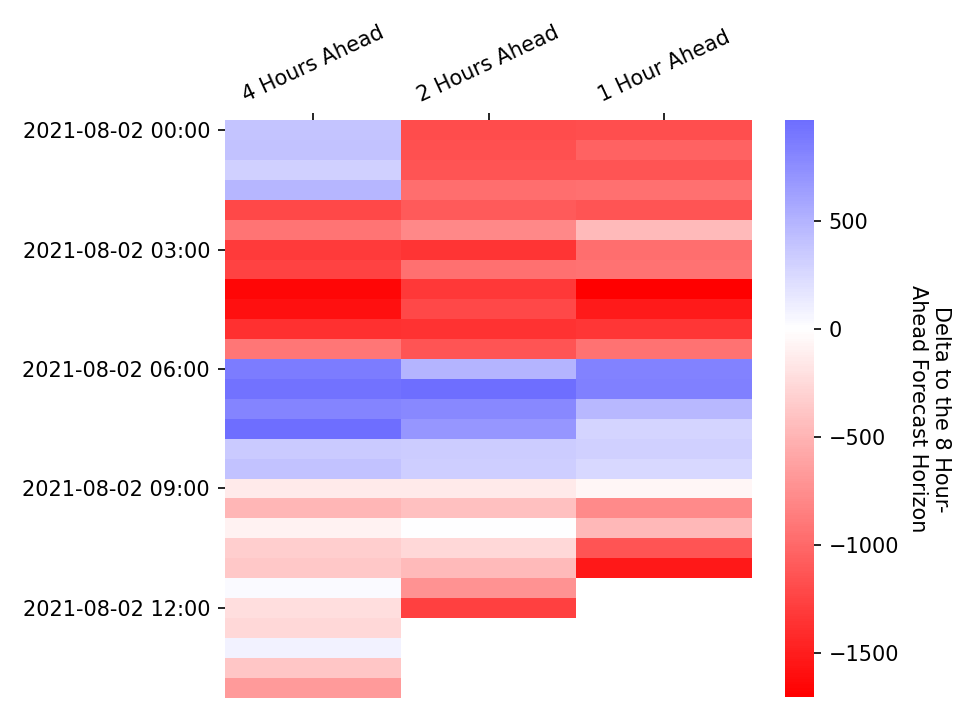 4 Hours Ahead
2 Hours Ahead
1 Hour Ahead
2021-08-02 00:00
2021-08-02 03:00
2021-08-02 06:00
2021-08-02 09:00
2021-08-02 12:00
500
0
−500
−1000
−1500
Delta to the 8 Hour-
Ahead Forecast Horizon